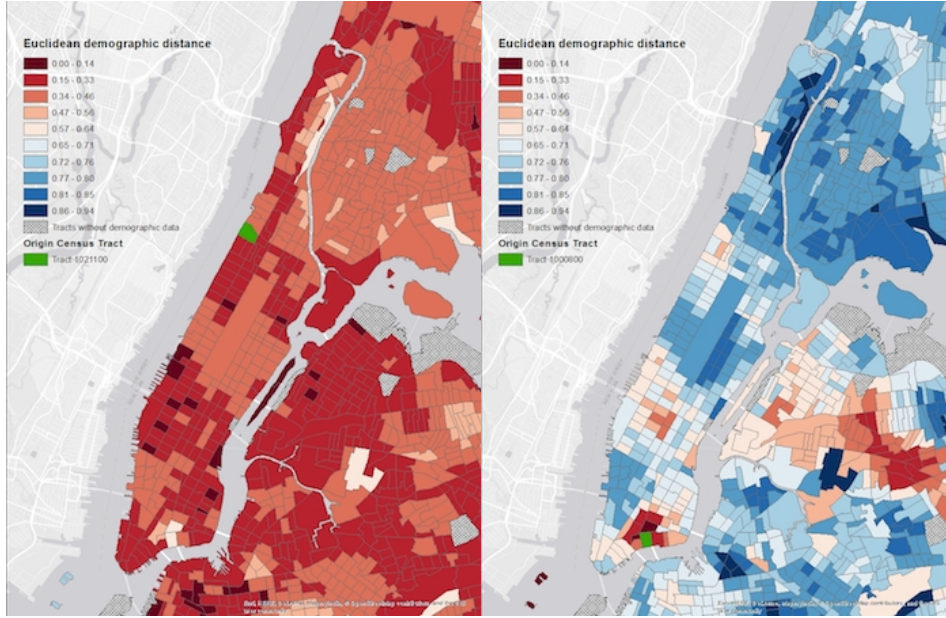 Euclidean demographic distance
0.00 - 0.14
0.15 - 0.33
0.34 - 0.46
0.47 - 0.56
0.57 - 0.64
0.65 - 0.71
0.72 - 0.76
0.77 - 0.80
0.81 - 0.85
0.86 - 0.94
Tracts without demographic data
Origin Census Tract
Tract 1021100
Euclidean demographic distance
0.00 - 0.14
0.15 - 0.33
0.34 - 0.46
0.47 - 0.56
0.57 - 0.64
0.65 - 0.71
0.72 - 0.76
0.77 - 0.80
0.81 - 0.85
0.86 - 0.94
Tracts without demographic data
Origin Census Tract
Tract 1000800